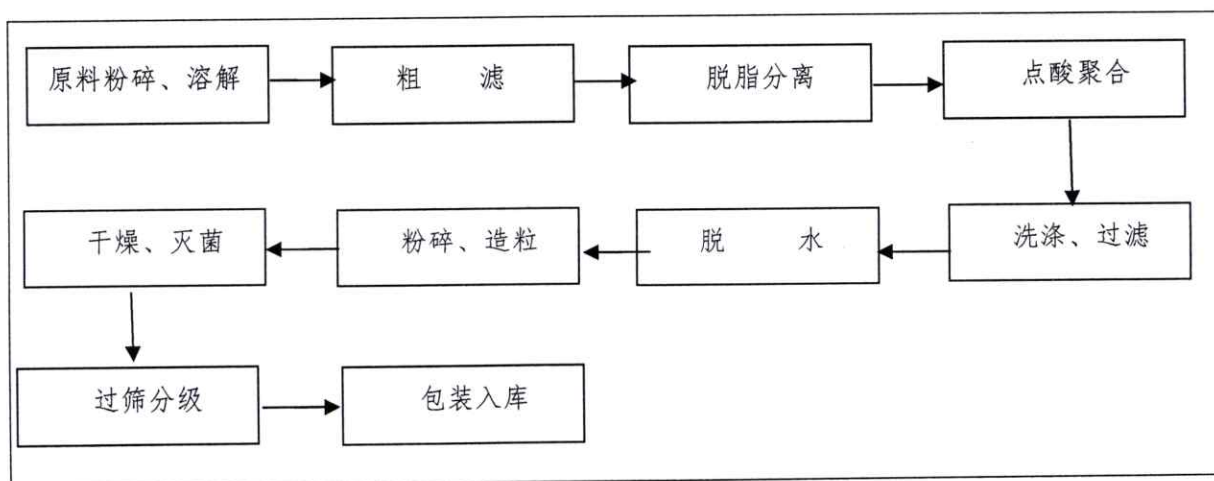 原料粉碎、溶解
粗 滤
脱脂分离
点酸聚合
洗涤、过滤
脱 水
粉碎、造粒
干燥、灭菌
过筛分级
包装入库